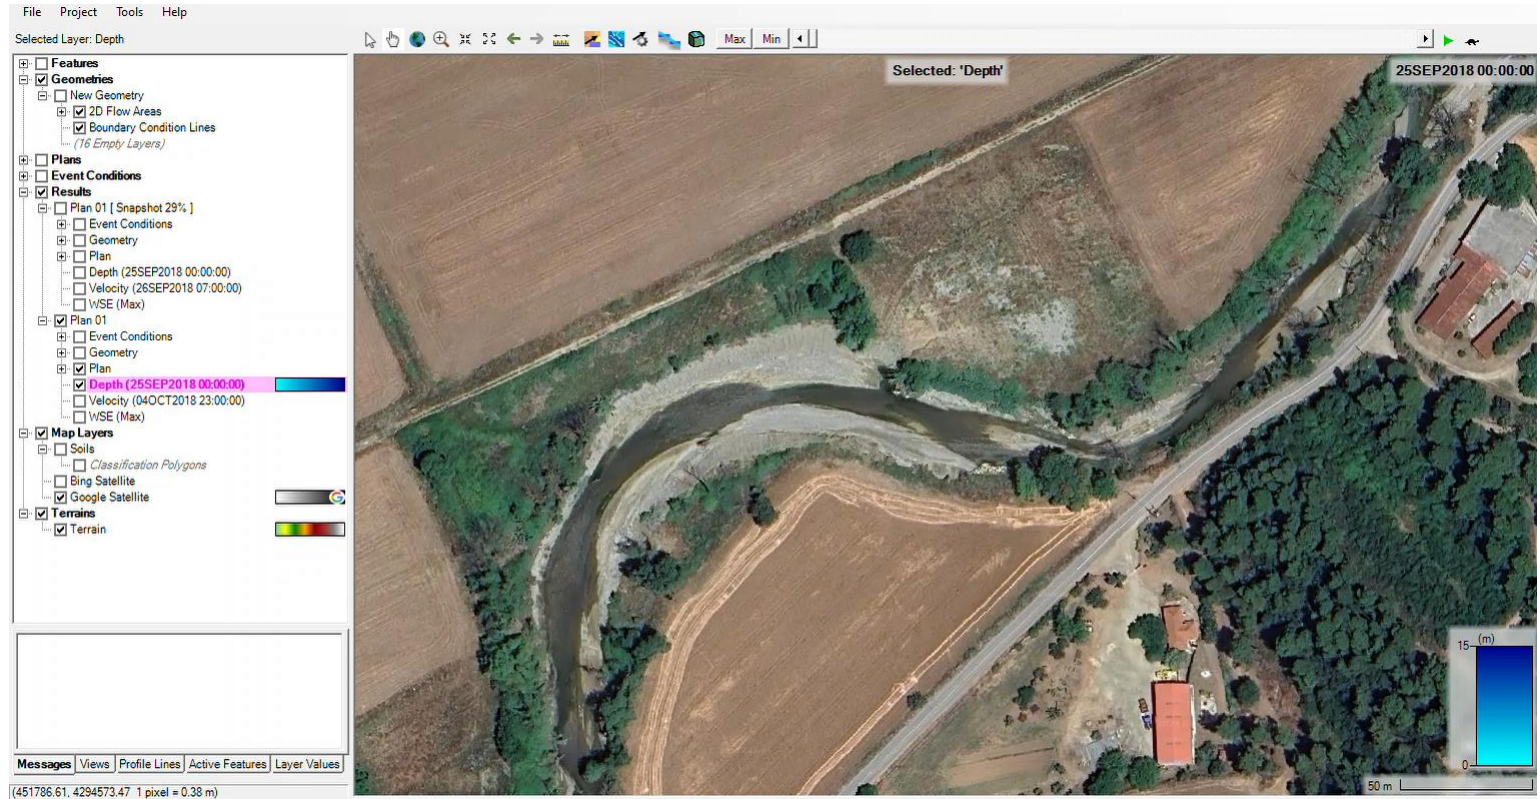 File Project Tools Help
Selected Layer: Depth
Max Min
Features
Geometries
New Geometry
2D Flow Areas
Boundary Condition Lines
(16 Empty Layers)
Plans
Event Conditions
Results
Plan 01 [ Snapshot 29% ]
Event Conditions
Geometry
Plan
Depth (25SEP2018 00:00:00)
Velocity (26SEP2018 07:00:00)
WSE (Max)
Plan 01
Event Conditions
Geometry
Plan
Depth (25SEP2018 00:00:00)
Velocity (04OCT2018 23:00:00)
WSE (Max)
Map Layers
Soils
Classification Polygons
Bing Satellite
Google Satellite
G
Terrains
Terrain
Messages Views Profile Lines Active Features Layer Values
(451786.61, 4294573.47 1 pixel = 0.38 m)
Selected: 'Depth'
25SEP2018 00:00:00
(m)
15
0
50 m